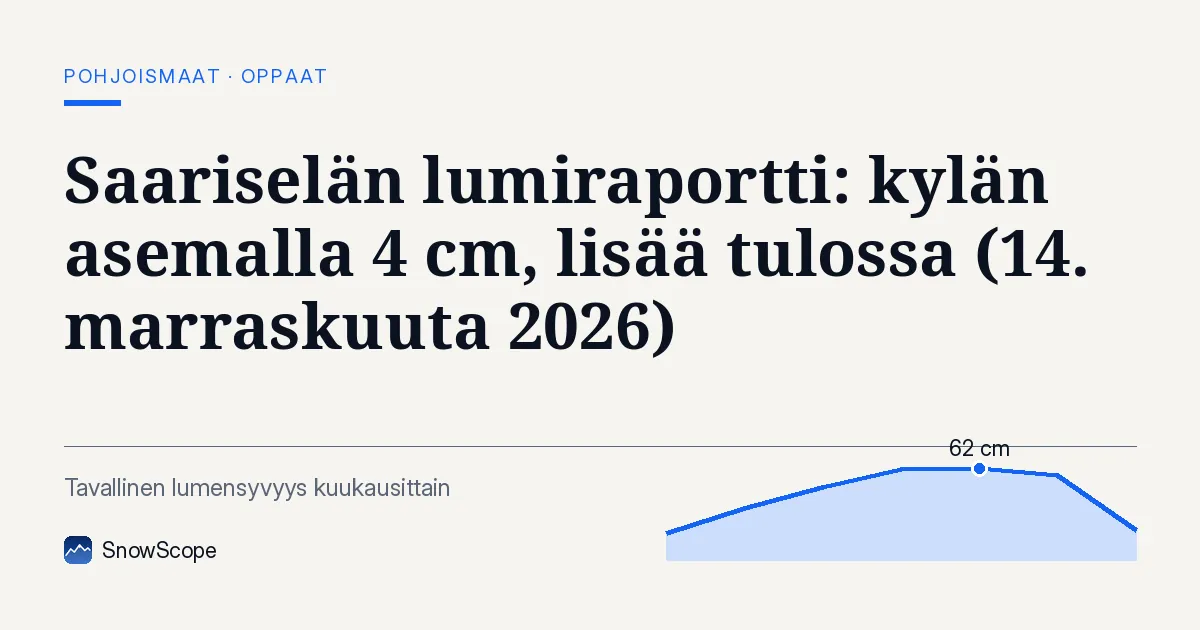 POHJOISMAAT · OPPAAT
Saariselän lumiraportti: kylän
asemalla 4 cm, lisää tulossa (14.
marraskuuta 2026)
62 cm
Tavallinen lumensyvyys kuukausittain
SnowScope